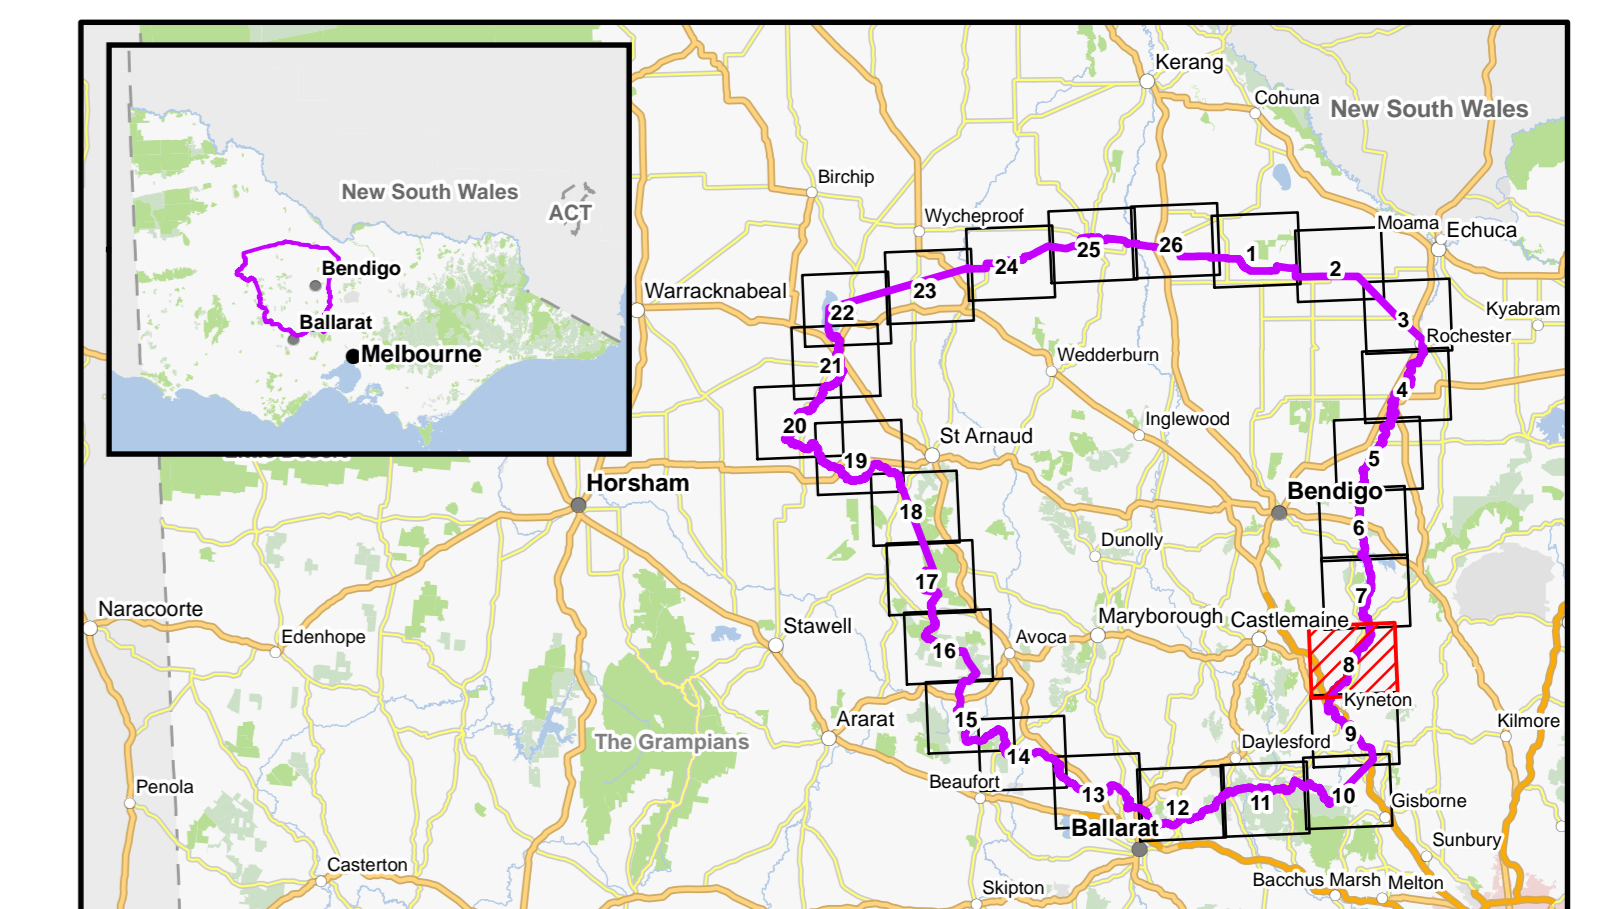 Kerang
Cohuna
New South Wales
New South Wales
ACT
Birchip
Wycheproof
Moama
Echuca
Bendigo
Ballarat
Melbourne
Warracknabeal
26
1
25
24
2
23
22
3
Kyabram
Rochester
Wedderburn
21
4
20
Inglewood
St Arnaud
19
5
Horsham
Bendigo
18
6
Dunolly
17
7
Naracoorte
Edenhope
Stawell
Maryborough
Castlemaine
Avoca
16
8
Kyneton
Ararat
15
9
Kilmore
The Grampians
14
Daylesford
Beaufort
13
12
11
10
Gisborne
Penola
Ballarat
Sunbury
Casterton
Skipton
Bacchus Marsh
Melton